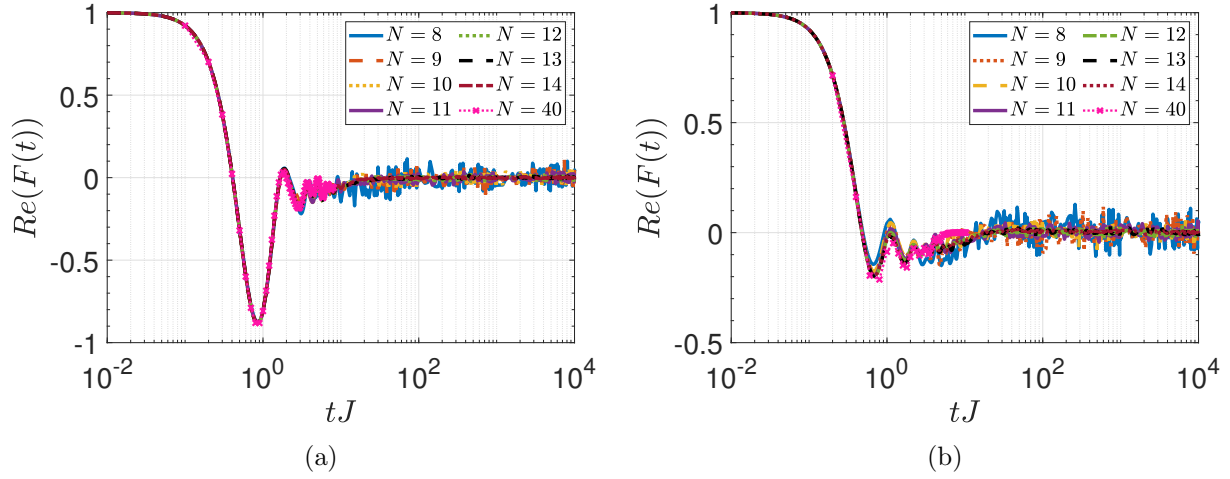 1
0.5
0
-0.5
-1
Re(F(t))
N = 8
N = 9
N = 10
N = 11
N = 12
N = 13
N = 14
N = 40
10^{-2}
10^{0}
10^{2}
10^{4}
tJ
(a)
1
0.5
0
-0.5
Re(F(t))
N = 8
N = 9
N = 10
N = 11
N = 12
N = 13
N = 14
N = 40
10^{-2}
10^{0}
10^{2}
10^{4}
tJ
(b)